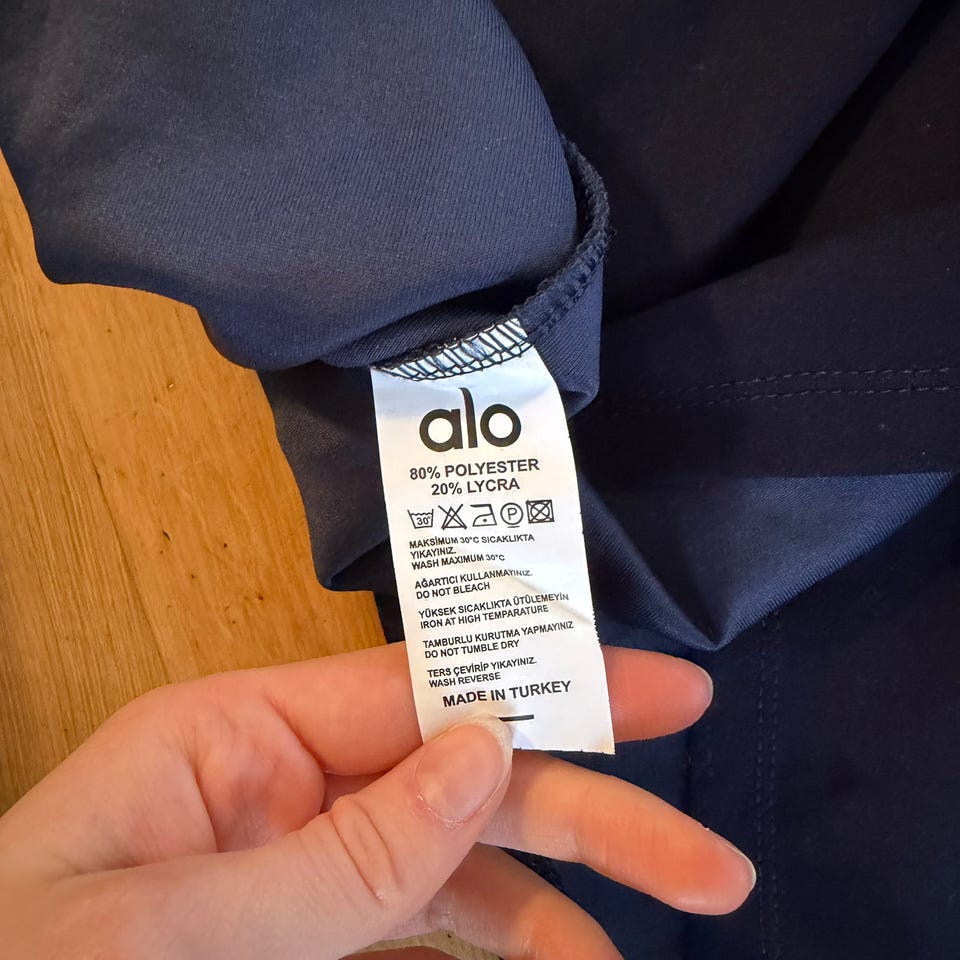 alo
80% POLYESTER
20% LYCRA
30°
P
MAKSİMUM 30°C SICAKLIKTA
YIKAYINIZ.
WASH MAXIMUM 30°C
AĞARTICI KULLANMAYINIZ.
DO NOT BLEACH
YÜKSEK SICAKLIKTA ÜTÜLEMEYİN
IRON AT HIGH TEMPARATURE
TAMBURLU KURUTMA YAPMAYINIZ
DO NOT TUMBLE DRY
TERS ÇEVİRİP YIKAYINIZ.
WASH REVERSE
MADE IN TURKEY